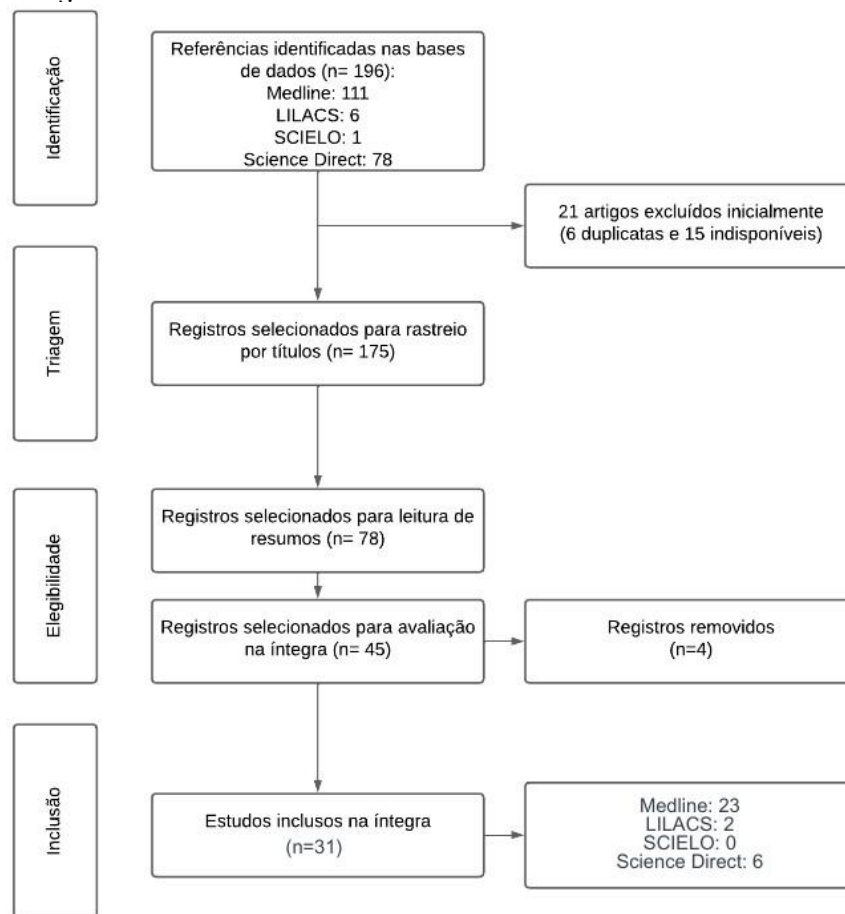 Identificação
Referências identificadas nas bases
de dados (n= 196):
Medline: 111
LILACS: 6
SCIELO: 1
Science Direct: 78
21 artigos excluídos inicialmente
(6 duplicatas e 15 indisponíveis)
Triagem
Registros selecionados para rastreio
por títulos (n= 175)
Elegibilidade
Registros selecionados para leitura de
resumos (n= 78)
Registros selecionados para avaliação
na íntegra (n= 45)
Registros removidos
(n=4)
Inclusão
Estudos inclusos na íntegra
(n=31)
Medline: 23
LILACS: 2
SCIELO: 0
Science Direct: 6